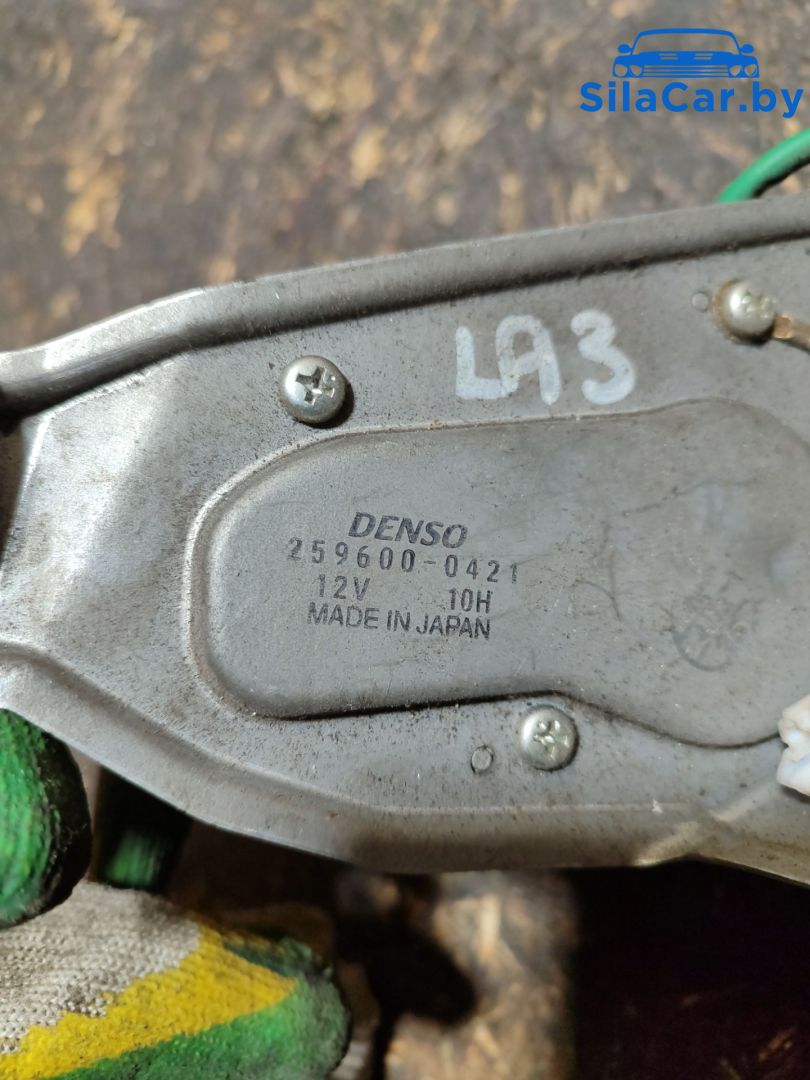 SilaCar.by
LA3
DENSO
259600-0421
12V 10H
MADE IN JAPAN